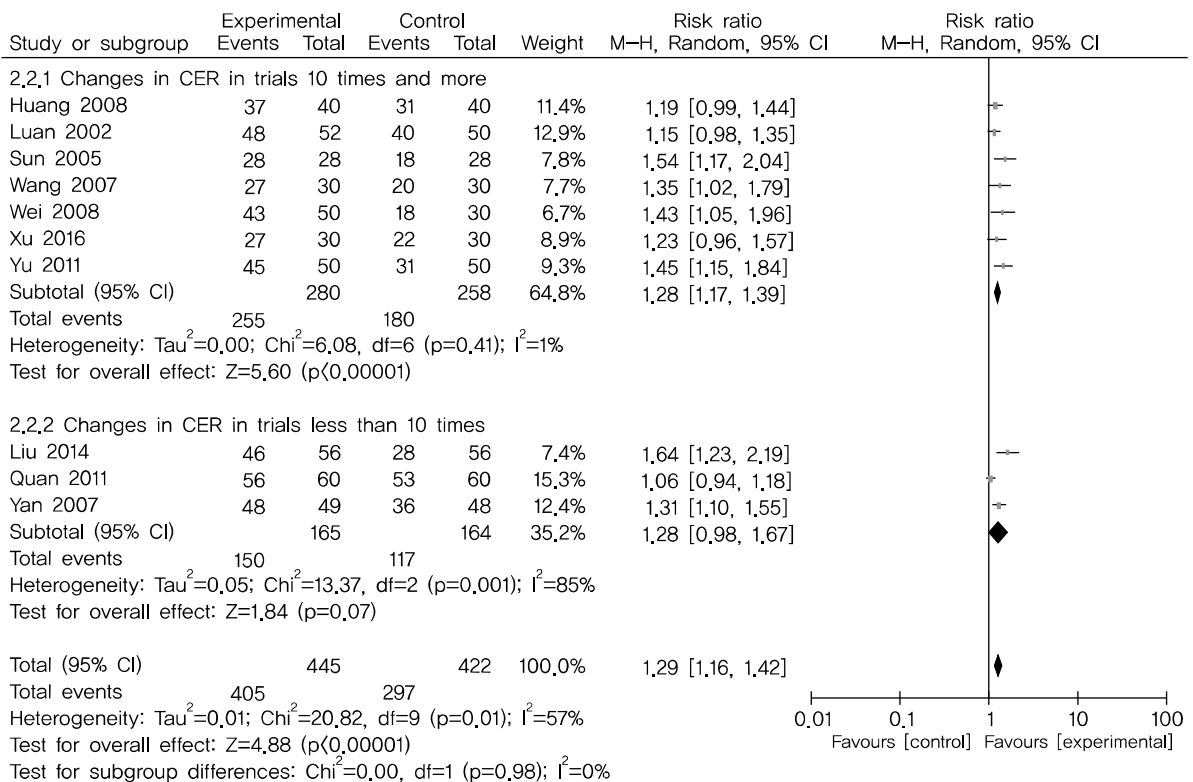 Experimental Control Risk ratio Risk ratio
Study or subgroup Events Total Events Total Weight M-H, Random, 95% CI M-H, Random, 95% CI
2.2.1 Changes in CER in trials 10 times and more
Huang 2008 37 40 31 40 11.4% 1.19 [0.99, 1.44]
Luan 2002 48 52 40 50 12.9% 1.15 [0.98, 1.35]
Sun 2005 28 28 18 28 7.8% 1.54 [1.17, 2.04]
Wang 2007 27 30 20 30 7.7% 1.35 [1.02, 1.79]
Wei 2008 43 50 18 30 6.7% 1.43 [1.05, 1.96]
Xu 2016 27 30 22 30 8.9% 1.23 [0.96, 1.57]
Yu 2011 45 50 31 50 9.3% 1.45 [1.15, 1.84]
Subtotal (95% CI) 280 258 64.8% 1.28 [1.17, 1.39]
Total events 255 180
Heterogeneity: Tau²=0.00; Chi²=6.08, df=6 (p=0.41); I²=1%
Test for overall effect: Z=5.60 (p<0.00001)
2.2.2 Changes in CER in trials less than 10 times
Liu 2014 46 56 28 56 7.4% 1.64 [1.23, 2.19]
Quan 2011 56 60 53 60 15.3% 1.06 [0.94, 1.18]
Yan 2007 48 49 36 48 12.4% 1.31 [1.10, 1.55]
Subtotal (95% CI) 165 164 35.2% 1.28 [0.98, 1.67]
Total events 150 117
Heterogeneity: Tau²=0.05; Chi²=13.37, df=2 (p=0.001); I²=85%
Test for overall effect: Z=1.84 (p=0.07)
Total (95% CI) 445 422 100.0% 1.29 [1.16, 1.42]
Total events 405 297
Heterogeneity: Tau²=0.01; Chi²=20.82, df=9 (p=0.01); I²=57%
0.01 0.1 1 10 100
Test for overall effect: Z=4.88 (p<0.00001)
Favours [control] Favours [experimental]
Test for subgroup differences: Chi²=0.00, df=1 (p=0.98); I²=0%